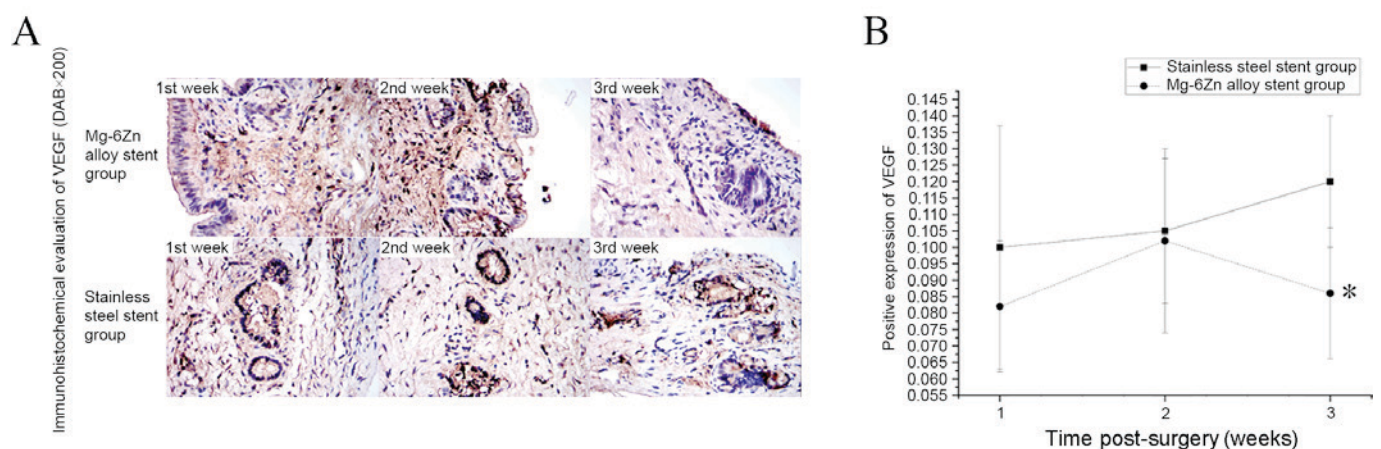 A
Immunohistochemical evaluation of VEGF (DAB×200)
1st week
2nd week
3rd week
Mg-6Zn
alloy stent
group
1st week
2nd week
3rd week
Stainless
steel stent
group
B
Stainless steel stent group
Mg-6Zn alloy stent group
Positive expression of VEGF
0.145
0.140
0.135
0.130
0.125
0.120
0.115
0.110
0.105
0.100
0.095
0.090
0.085
0.080
0.075
0.070
0.065
0.060
0.055
*
1 2 3
Time post-surgery (weeks)